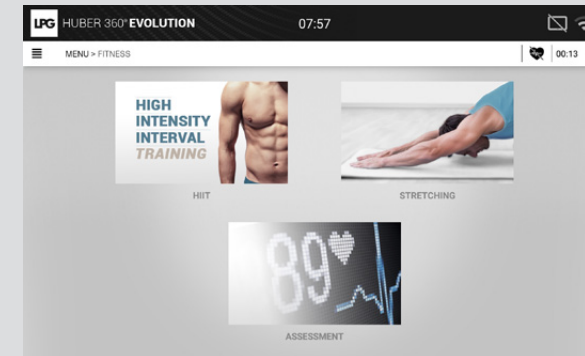 LPG HUBER 360° EVOLUTION 07:57
MENU > FITNESS 00:13
HIGH
INTENSITY
INTERVAL
TRAINING
HIIT
STRETCHING
89
ASSESSMENT